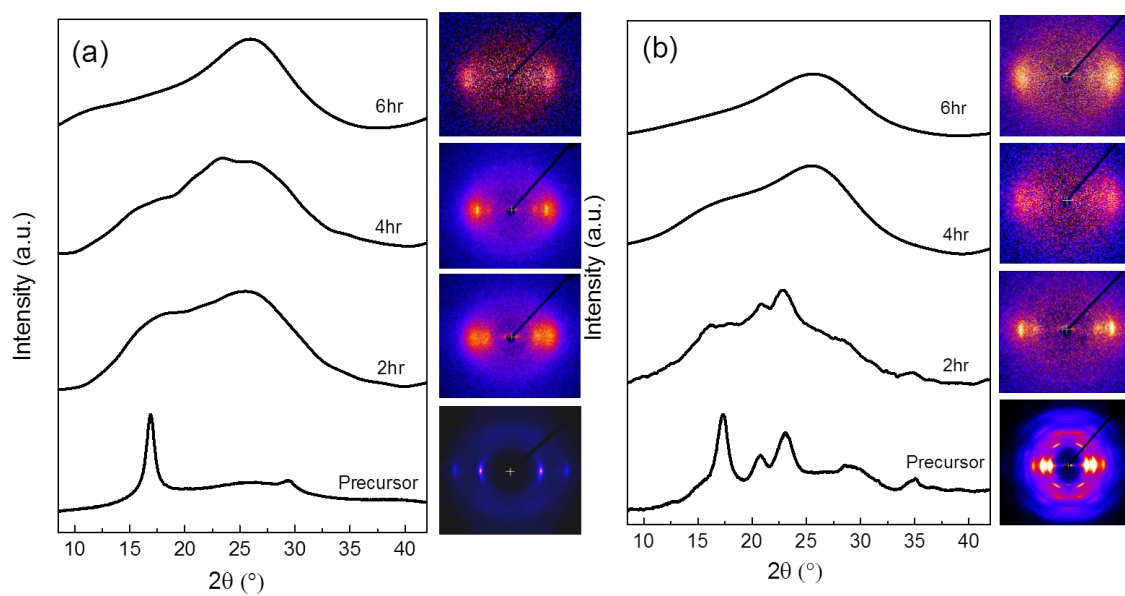 (a)
6hr
4hr
2hr
Precursor
Intensity (a.u.)
10 15 20 25 30 35 40
2θ (°)
(b)
6hr
4hr
2hr
Precursor
Intensity (a.u.)
10 15 20 25 30 35 40
2θ (°)